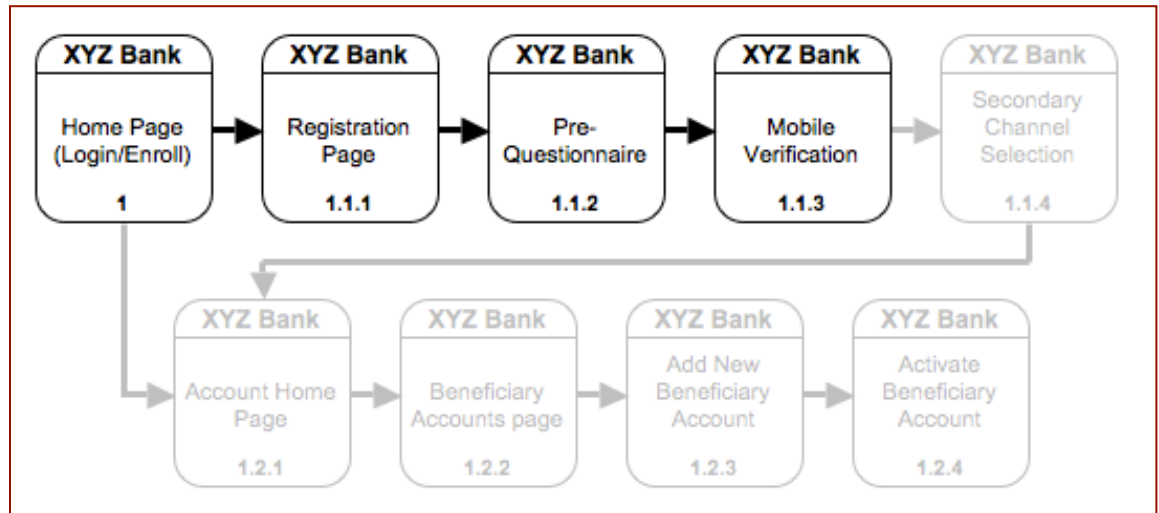 XYZ Bank
Home Page
(Login/Enroll)
1
XYZ Bank
Registration
Page
1.1.1
XYZ Bank
Pre-
Questionnaire
1.1.2
XYZ Bank
Mobile
Verification
1.1.3
XYZ Bank
Secondary
Channel
Selection
1.1.4
XYZ Bank
Account Home
Page
1.2.1
XYZ Bank
Beneficiary
Accounts page
1.2.2
XYZ Bank
Add New
Beneficiary
Account
1.2.3
XYZ Bank
Activate
Beneficiary
Account
1.2.4